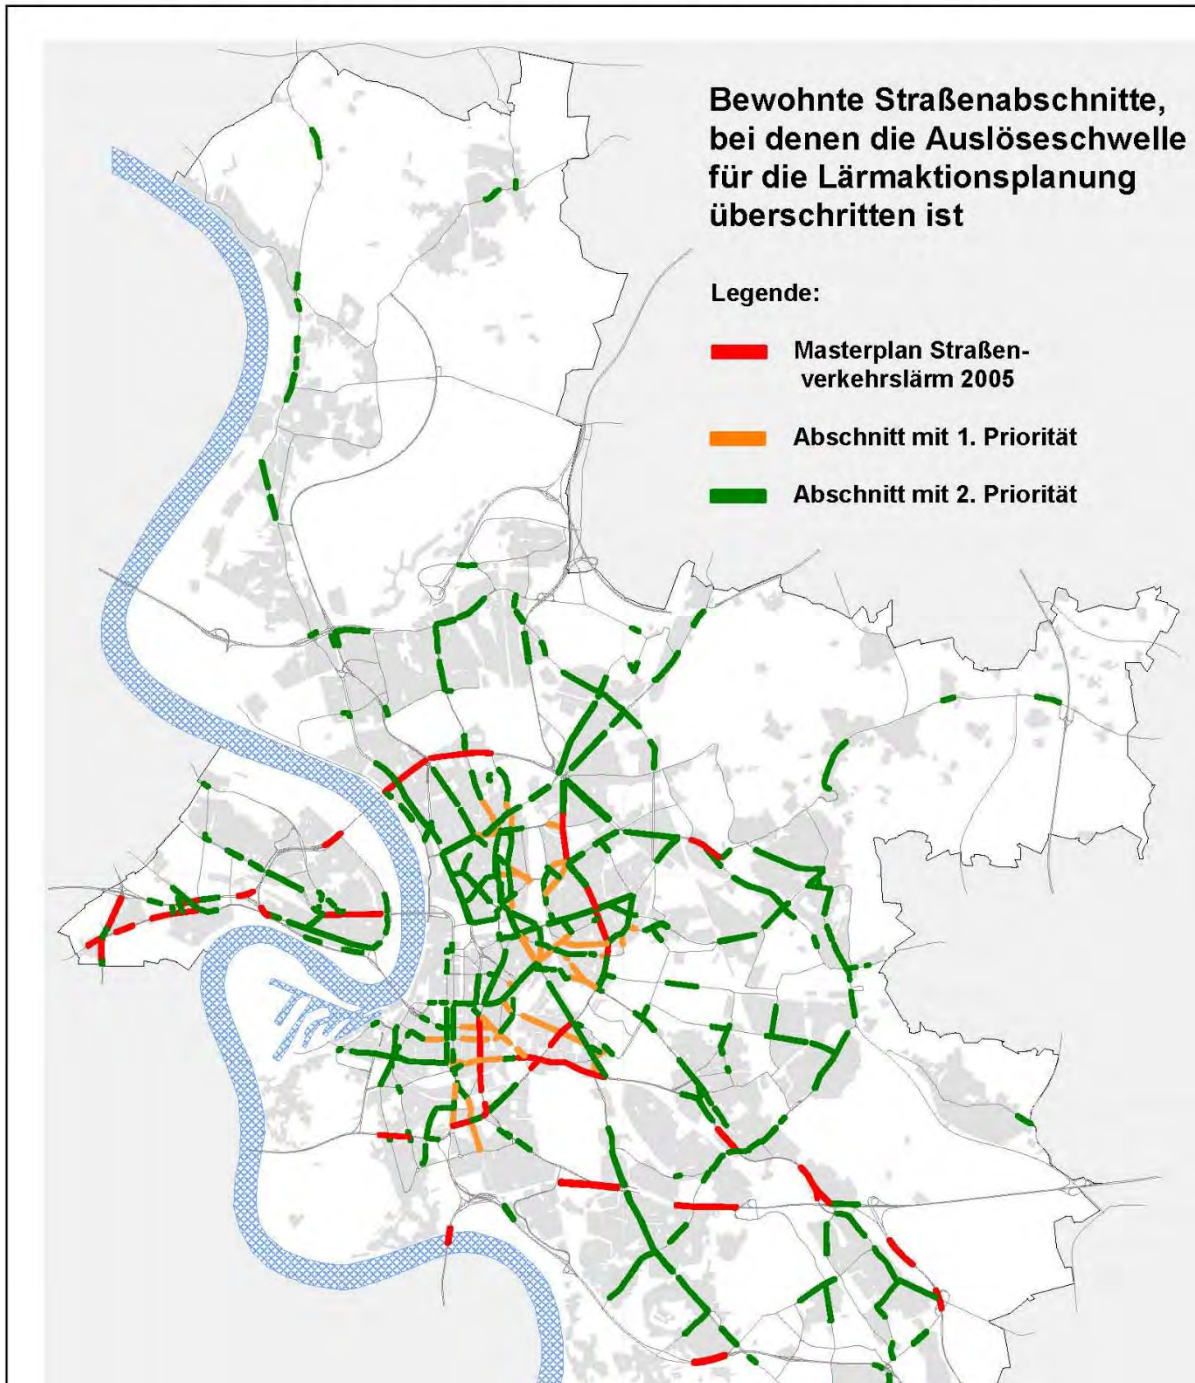 Bewohnte Straßenabschnitte,
bei denen die Auslöseschwelle
für die Lärmaktionsplanung
überschritten ist
Legende:
Masterplan Straßen-
verkehrslärm 2005
Abschnitt mit 1. Priorität
Abschnitt mit 2. Priorität